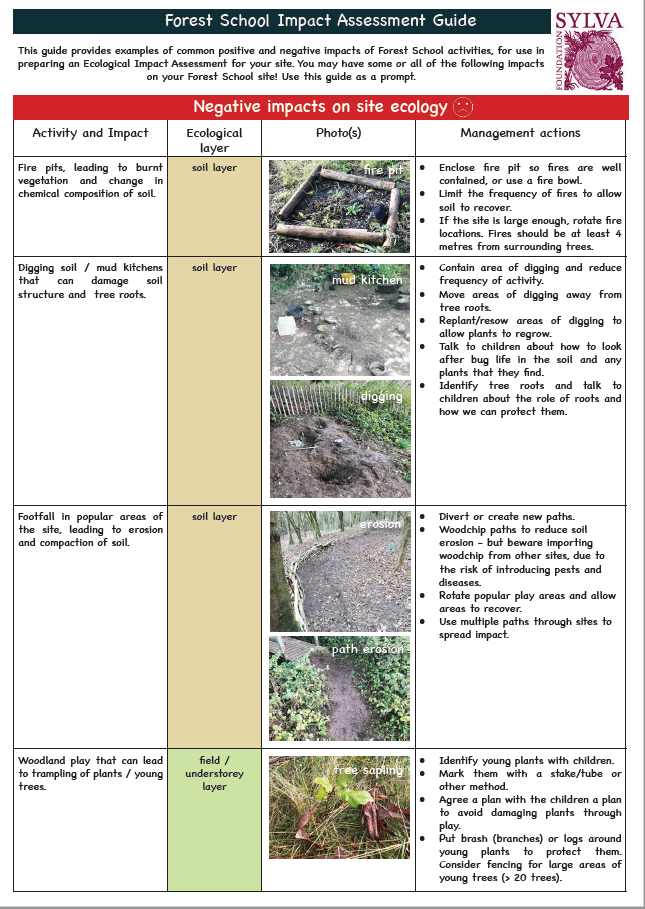 Forest School Impact Assessment Guide
SYLVA
FOUNDATION
This guide provides examples of common positive and negative impacts of Forest School activities, for use in
preparing an Ecological Impact Assessment for your site. You may have some or all of the following impacts
on your Forest School site! Use this guide as a prompt.
Negative impacts on site ecology
Activity and Impact
Ecological
layer
Photo(s)
Management actions
Fire pits, leading to burnt
vegetation and change in
chemical composition of soil.
soil layer
fire pit
• Enclose fire pit so fires are well
contained, or use a fire bowl.
• Limit the frequency of fires to allow
soil to recover.
• If the site is large enough, rotate fire
locations. Fires should be at least 4
metres from surrounding trees.
Digging soil / mud kitchens
that can damage soil
structure and tree roots.
soil layer
mud kitchen
digging
• Contain area of digging and reduce
frequency of activity.
• Move areas of digging away from
tree roots.
• Replant/resow areas of digging to
allow plants to regrow.
• Talk to children about how to look
after bug life in the soil and any
plants that they find.
• Identify tree roots and talk to
children about the role of roots and
how we can protect them.
Footfall in popular areas of
the site, leading to erosion
and compaction of soil.
soil layer
erosion
path erosion
• Divert or create new paths.
• Woodchip paths to reduce soil
erosion – but beware importing
woodchip from other sites, due to
the risk of introducing pests and
diseases.
• Rotate popular play areas and allow
areas to recover.
• Use multiple paths through sites to
spread impact.
Woodland play that can lead
to trampling of plants / young
trees.
field /
understorey
layer
tree sapling
• Identify young plants with children.
• Mark them with a stake/tube or
other method.
• Agree a plan with the children a plan
to avoid damaging plants through
play.
• Put brash (branches) or logs around
young plants to protect them.
Consider fencing for large areas of
young trees (> 20 trees).